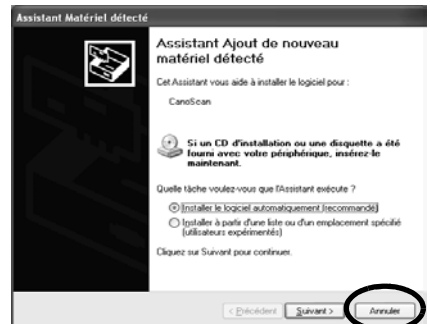 Assistant Matériel détecté
Assistant Ajout de nouveau
matériel détecté
Cet Assistant vous aide à installer le logiciel pour :
CanoScan
Si un CD d'installation ou une disquette a été
fourni avec votre périphérique, insérez-le
maintenant.
Quelle tâche voulez-vous que l'Assistant exécute ?
Installer le logiciel automatiquement (recommandé)
Installer à partir d'une liste ou d'un emplacement spécifié
(utilisateurs expérimentés)
Cliquez sur Suivant pour continuer.
< Précédent Suivant > Annuler